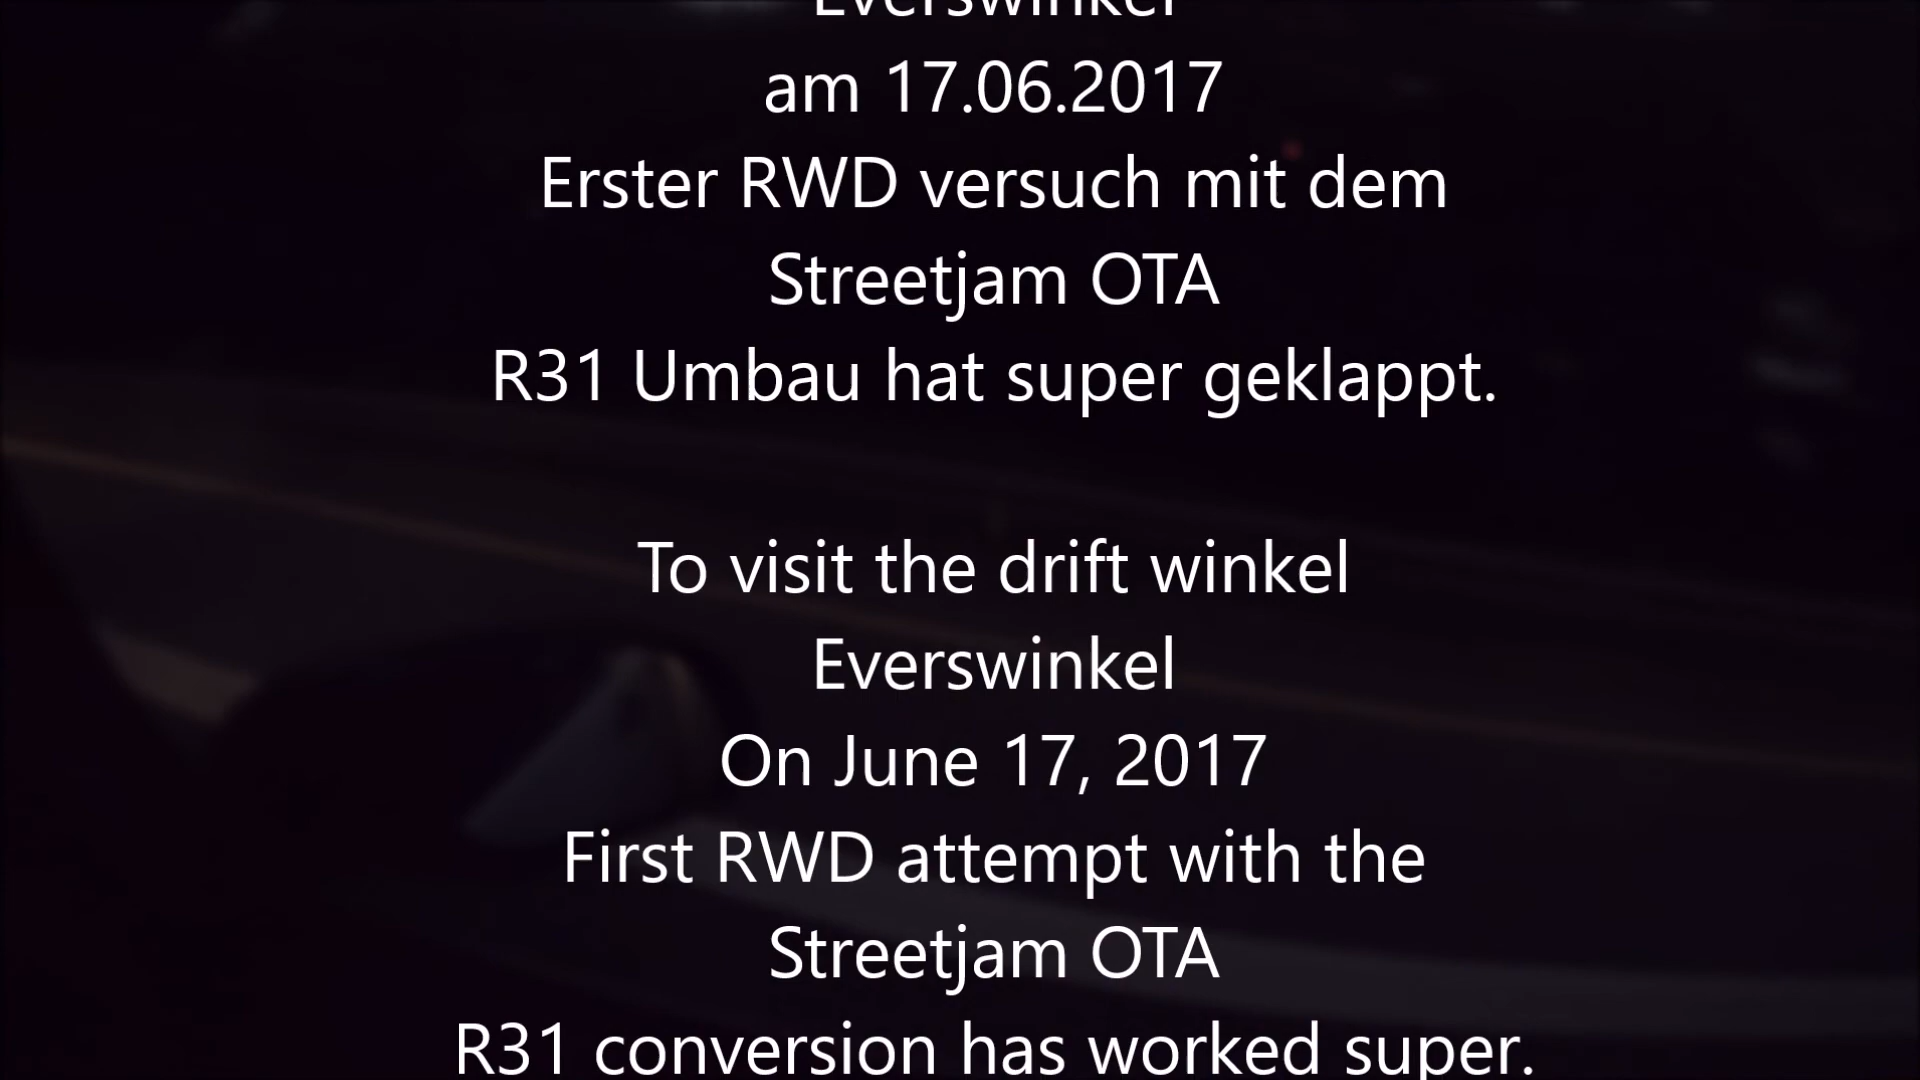 Everswinkel
am 17.06.2017
Erster RWD versuch mit dem
Streetjam OTA
R31 Umbau hat super geklappt.
To visit the drift winkel
Everswinkel
On June 17, 2017
First RWD attempt with the
Streetjam OTA
R31 conversion has worked super.